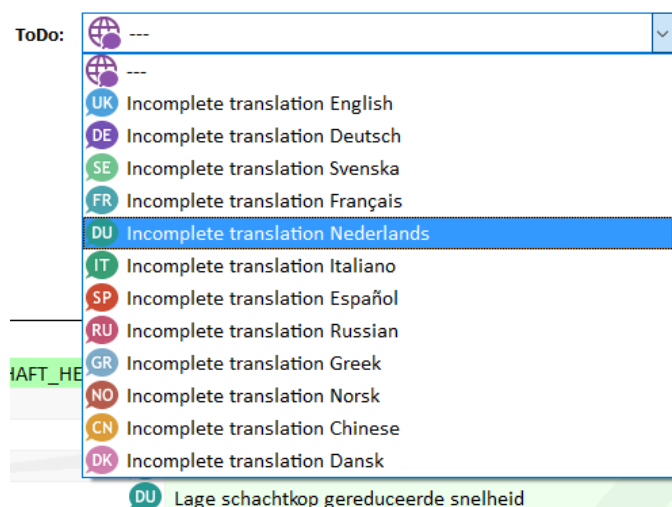 ToDo: ---
---
UK Incomplete translation English
DE Incomplete translation Deutsch
SE Incomplete translation Svenska
FR Incomplete translation Français
DU Incomplete translation Nederlands
IT Incomplete translation Italiano
SP Incomplete translation Español
RU Incomplete translation Russian
GR Incomplete translation Greek
HAFT_HE
NO Incomplete translation Norsk
CN Incomplete translation Chinese
DK Incomplete translation Dansk
DU Lage schachtkop gereduceerde snelheid